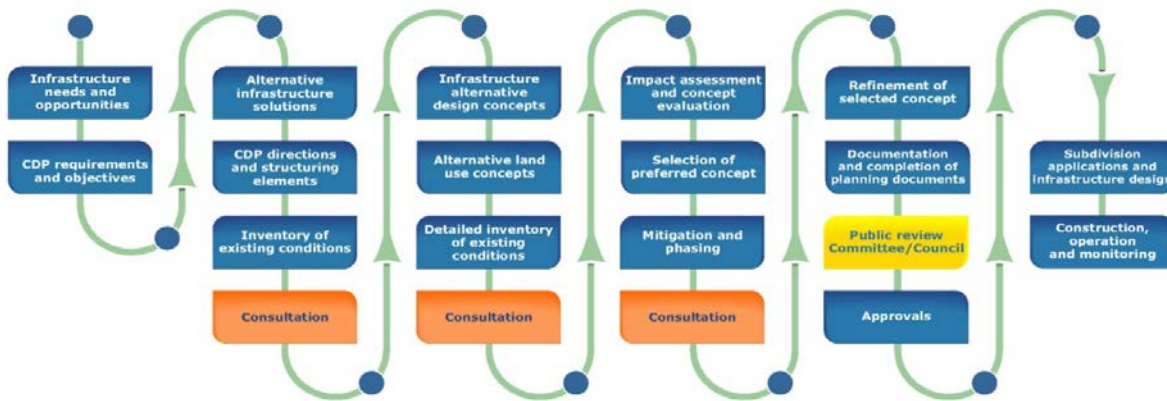 Infrastructure
needs and
opportunities
CDP requirements
and objectives
Alternative
infrastructure
solutions
CDP directions
and structuring
elements
Inventory of
existing conditions
Consultation
Infrastructure
alternative
design concepts
Alternative land
use concepts
Detailed inventory
of existing
conditions
Consultation
Impact assessment
and concept
evaluation
Selection of
preferred concept
Mitigation and
phasing
Consultation
Refinement of
selected concept
Documentation
and completion of
planning documents
Public review
Committee/Council
Approvals
Subdivision
applications and
infrastructure design
Construction,
operation
and monitoring